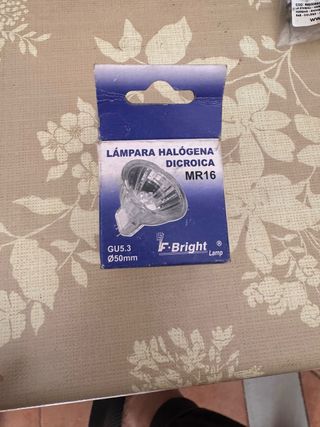 LÁMPARA HALÓGENA
DICROICA
MR16
GU5.3
Ø50mm
F·Bright ®
Lamp